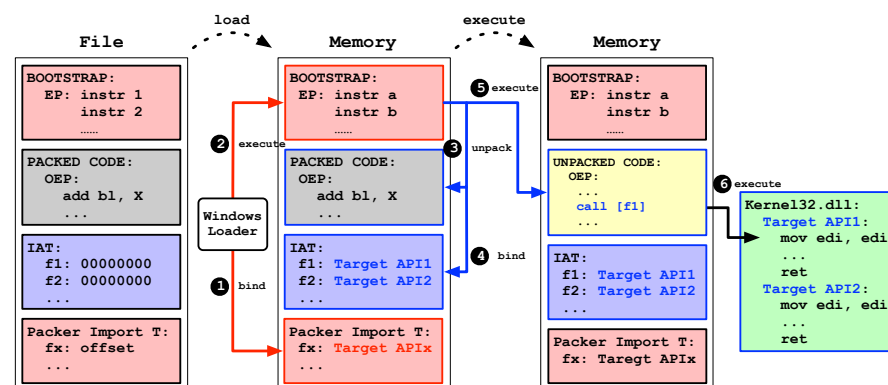 load
execute
File
Memory
Memory
BOOTSTRAP:
EP: instr 1
instr 2
......
PACKED CODE:
OEP:
add bl, X
...
IAT:
f1: 00000000
f2: 00000000
...
Packer Import T:
fx: offset
...
2 execute
Windows
Loader
1 bind
BOOTSTRAP:
EP: instr a
instr b
......
PACKED CODE:
OEP:
add bl, X
...
IAT:
f1: Target API1
f2: Target API2
...
Packer Import T:
fx: Target APIx
...
5 execute
3 unpack
4 bind
BOOTSTRAP:
EP: instr a
instr b
......
UNPACKED CODE:
OEP:
...
call [f1]
...
IAT:
f1: Target API1
f2: Target API2
...
Packer Import T:
fx: Taregt APIx
6 execute
Kernel32.dll:
Target API1:
mov edi, edi
...
ret
Target API2:
mov edi, edi
...
ret